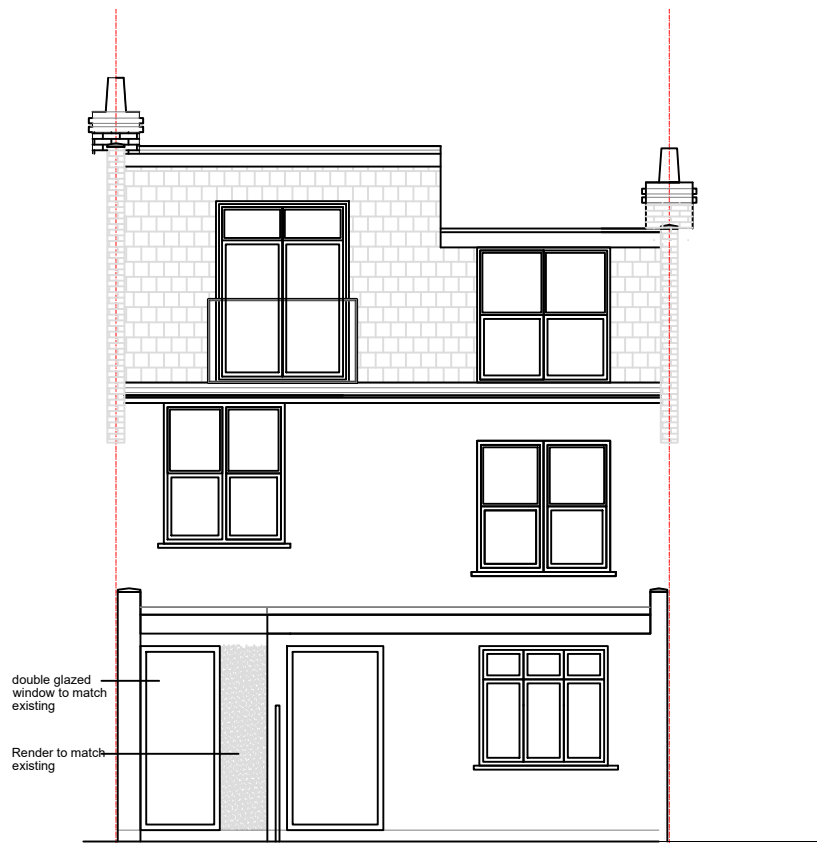 double glazed
window to match
existing
Render to match
existing